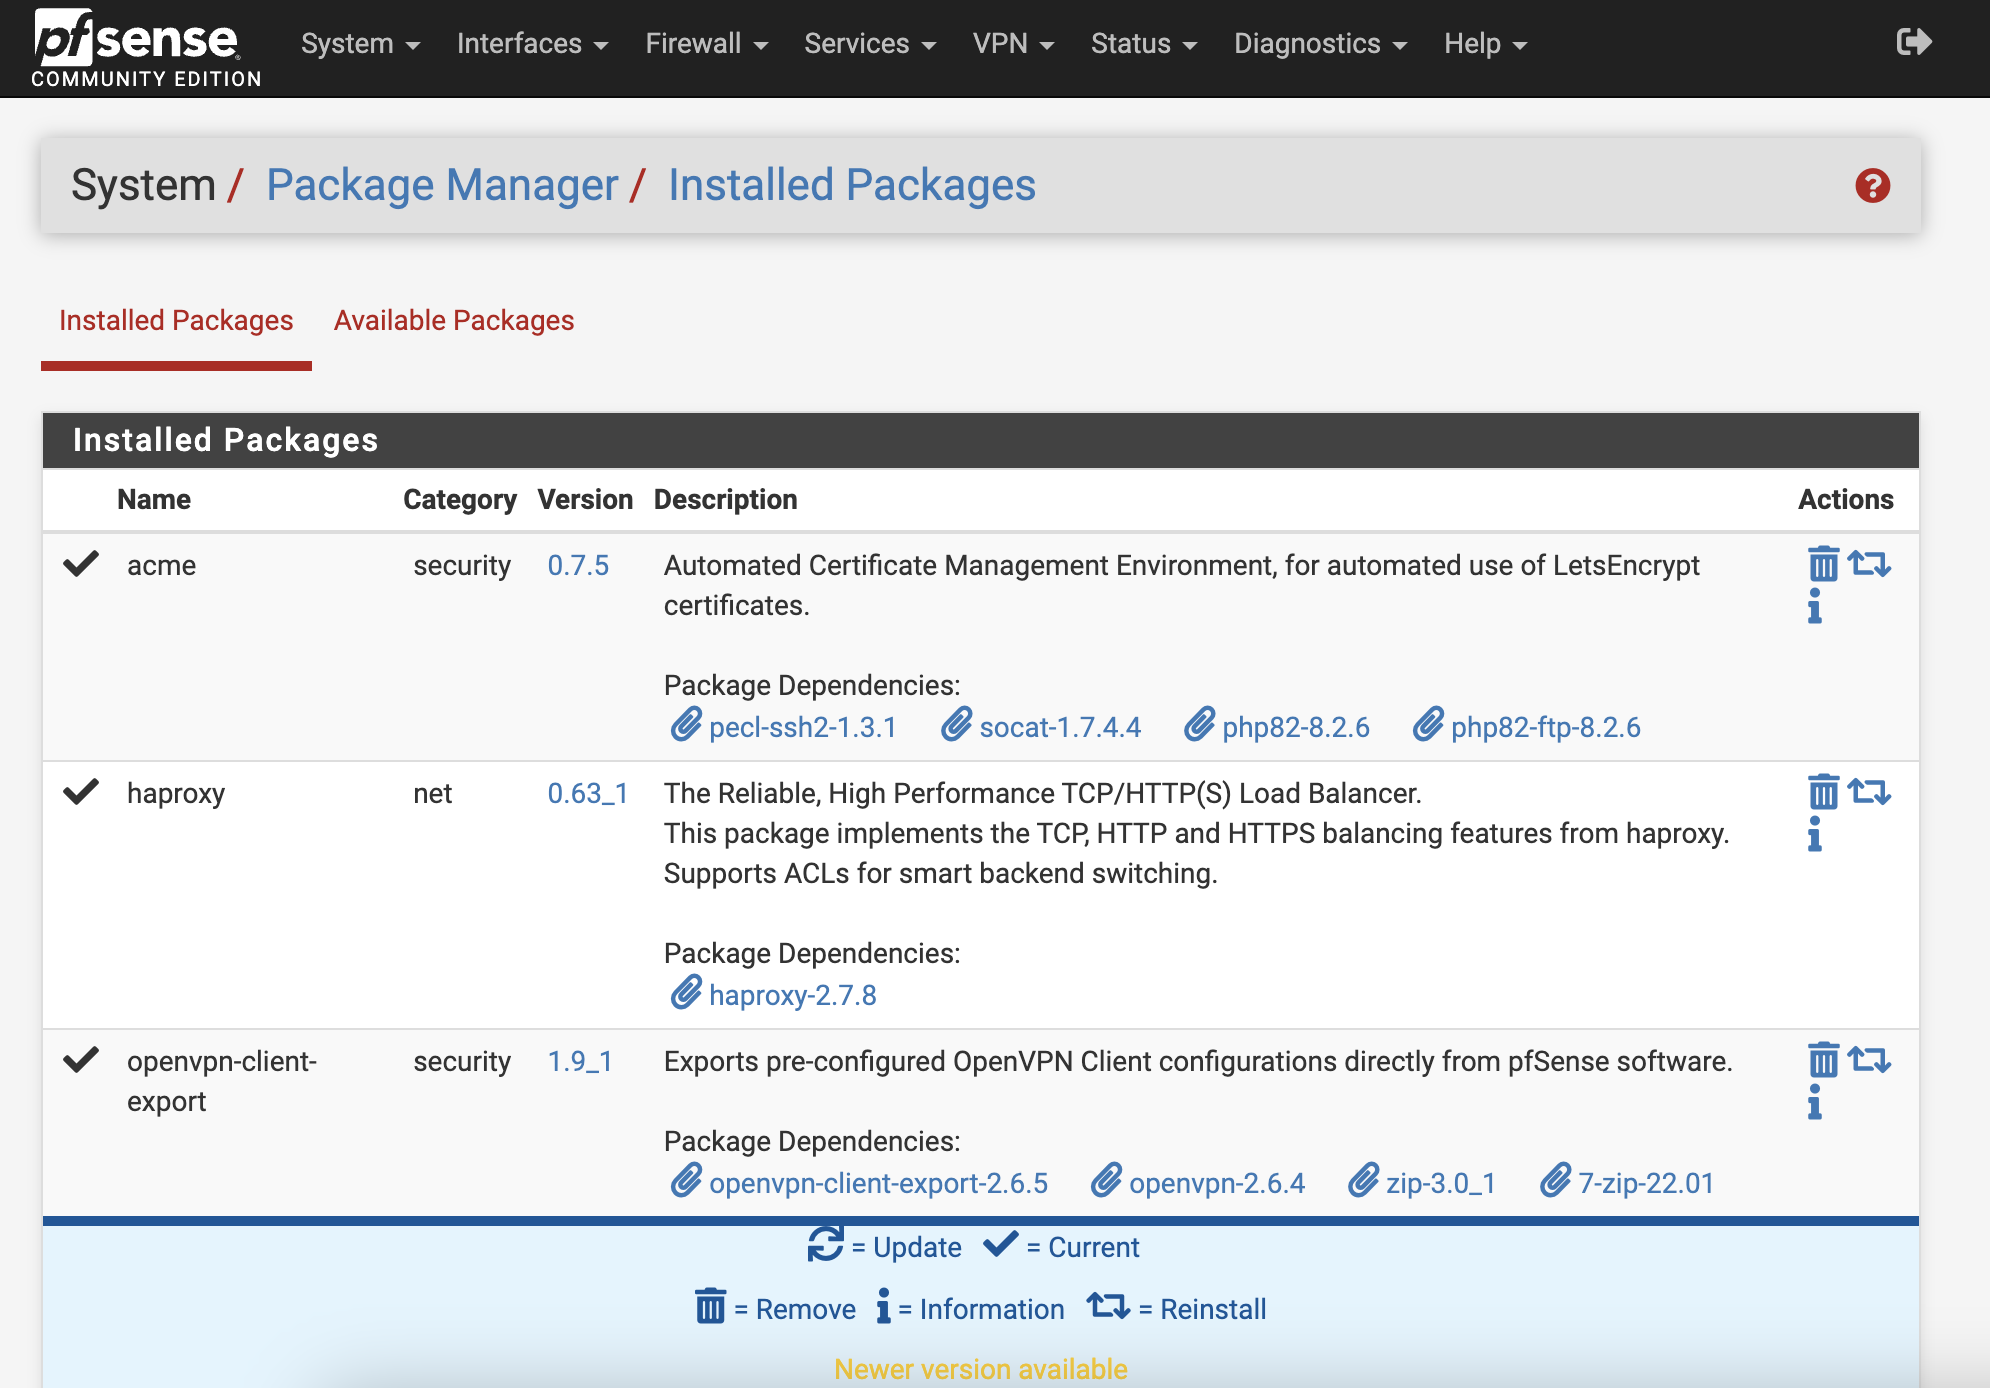 pfsense
COMMUNITY EDITION
System Interfaces Firewall Services VPN Status Diagnostics Help
System / Package Manager / Installed Packages
Installed Packages Available Packages
Installed Packages
Name Category Version Description Actions
acme security 0.7.5 Automated Certificate Management Environment, for automated use of LetsEncrypt
certificates.
Package Dependencies:
pecl-ssh2-1.3.1 socat-1.7.4.4 php82-8.2.6 php82-ftp-8.2.6
haproxy net 0.63_1 The Reliable, High Performance TCP/HTTP(S) Load Balancer.
This package implements the TCP, HTTP and HTTPS balancing features from haproxy.
Supports ACLs for smart backend switching.
Package Dependencies:
haproxy-2.7.8
openvpn-client- security 1.9_1 Exports pre-configured OpenVPN Client configurations directly from pfSense software.
export
Package Dependencies:
openvpn-client-export-2.6.5 openvpn-2.6.4 zip-3.0_1 7-zip-22.01
= Update = Current
= Remove = Information = Reinstall
Newer version available